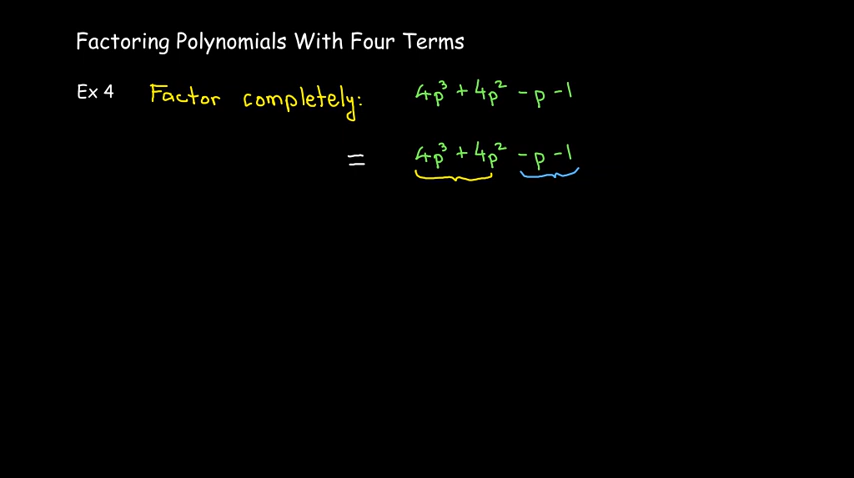 Factoring Polynomials With Four Terms
Ex 4 Factor completely: 4p³ + 4p² - p - 1
= 4p³ + 4p² - p - 1